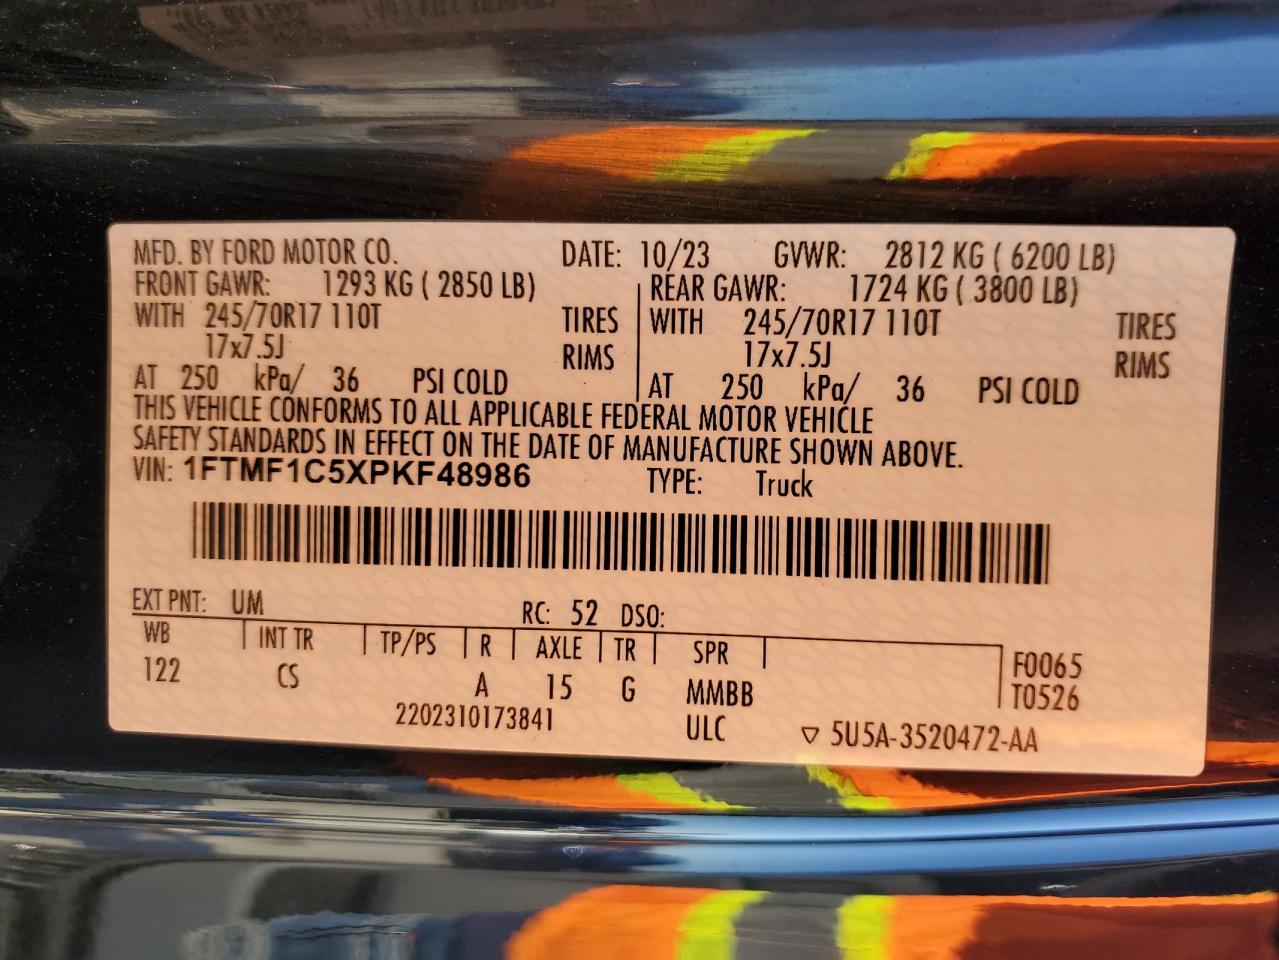 MFD. BY FORD MOTOR CO. DATE: 10/23 GVWR: 2812 KG ( 6200 LB)
FRONT GAWR: 1293 KG ( 2850 LB) REAR GAWR: 1724 KG ( 3800 LB)
WITH 245/70R17 110T TIRES WITH 245/70R17 110T TIRES
17x7.5J RIMS 17x7.5J RIMS
AT 250 kPa/ 36 PSI COLD AT 250 kPa/ 36 PSI COLD
THIS VEHICLE CONFORMS TO ALL APPLICABLE FEDERAL MOTOR VEHICLE
SAFETY STANDARDS IN EFFECT ON THE DATE OF MANUFACTURE SHOWN ABOVE.
VIN: 1FTMF1C5XPKF48986 TYPE: Truck
EXT PNT: UM RC: 52 DSO:
WB INT TR TP/PS R AXLE TR SPR F0065
122 CS A 15 G MMBB T0526
2202310173841 ULC ▽ 5U5A-3520472-AA